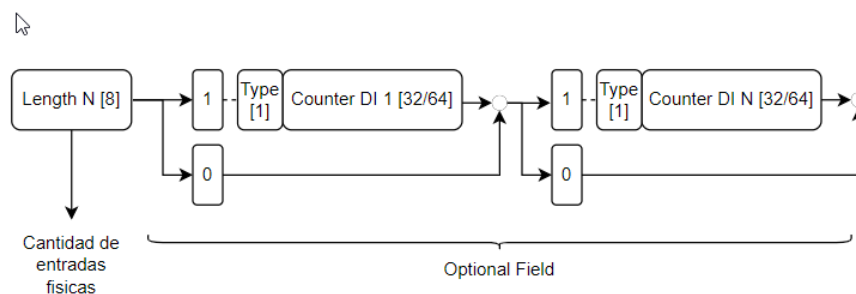 Length N [8]
1
Type
[1]
Counter DI 1 [32/64]
1
Type
[1]
Counter DI N [32/64]
0
0
Cantidad de
entradas
fisicas
Optional Field